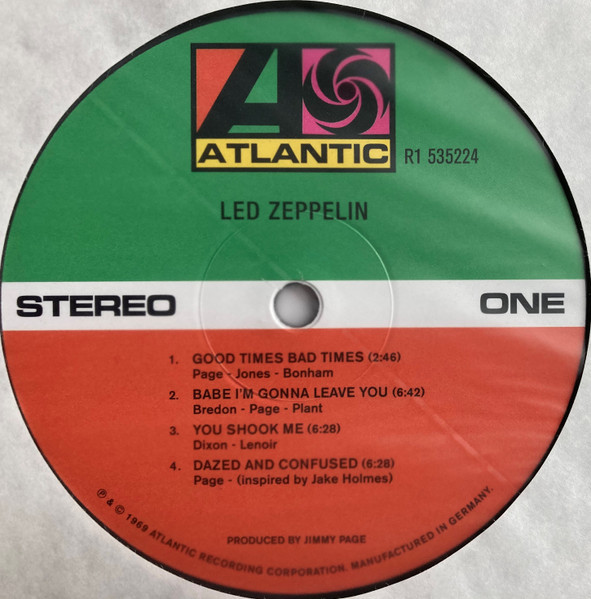 ATLANTIC
R1 535224
LED ZEPPELIN
STEREO
ONE
1. GOOD TIMES BAD TIMES (2:46)
Page - Jones - Bonham
2. BABE I'M GONNA LEAVE YOU (6:42)
Bredon - Page - Plant
3. YOU SHOOK ME (6:28)
Dixon - Lenoir
4. DAZED AND CONFUSED (6:28)
Page - (inspired by Jake Holmes)
PRODUCED BY JIMMY PAGE
℗ & © 1969 ATLANTIC RECORDING CORPORATION. MANUFACTURED IN GERMANY.